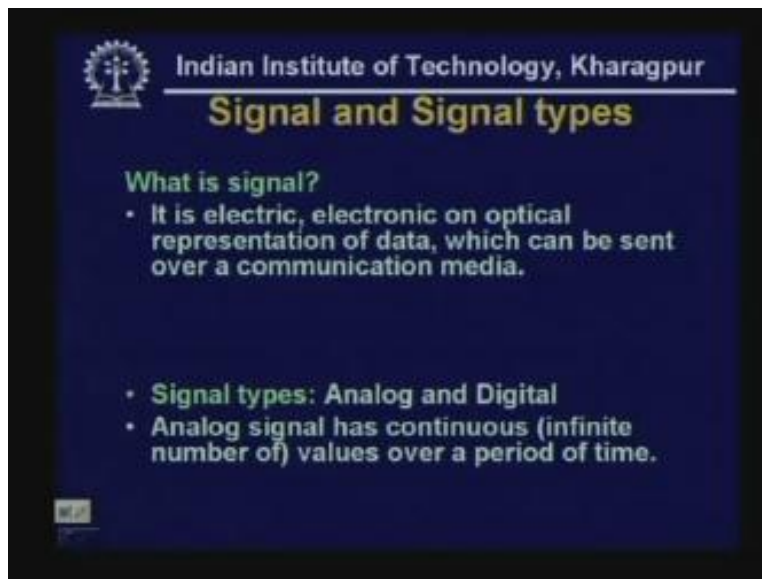 Indian Institute of Technology, Kharagpur
Signal and Signal types
What is signal?
• It is electric, electronic on optical
representation of data, which can be sent
over a communication media.
• Signal types: Analog and Digital
• Analog signal has continuous (infinite
number of) values over a period of time.